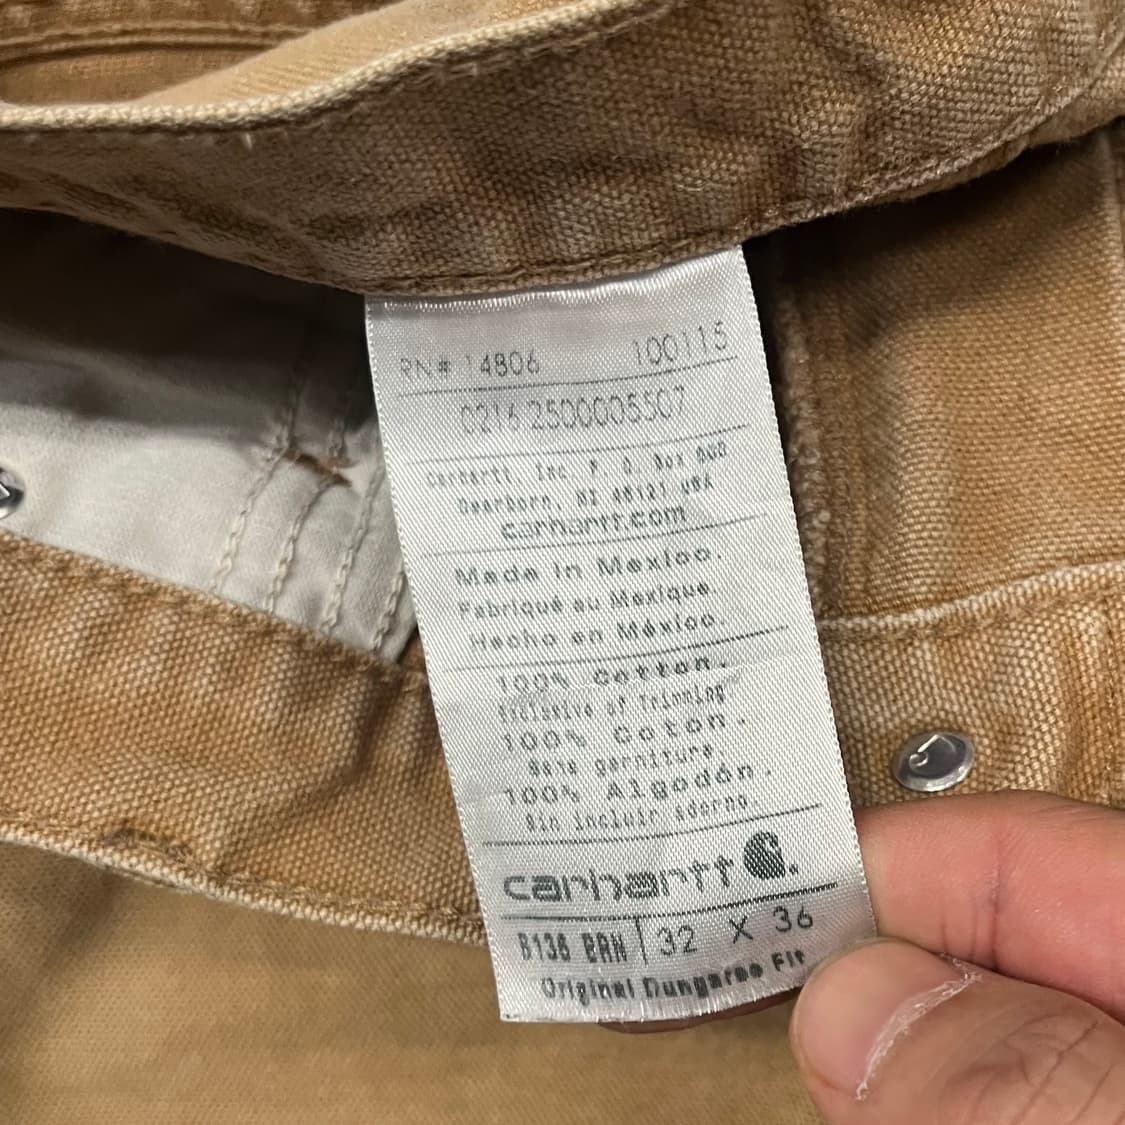 RN# 14806 100115
0216 2500005507
Carhartt, Inc. P. O. Box 600
Dearborn, MI 48121 USA
carhartt.com
Made in Mexico.
Fabriqué au Mexique.
Hecho en México.
100% Cotton.
Exclusive of Trimming
100% Coton.
Sans garniture.
100% Algodón.
Sin incluir adorno.
carhartt
B136 BRN 32 X 36
Original Dungaree Fit